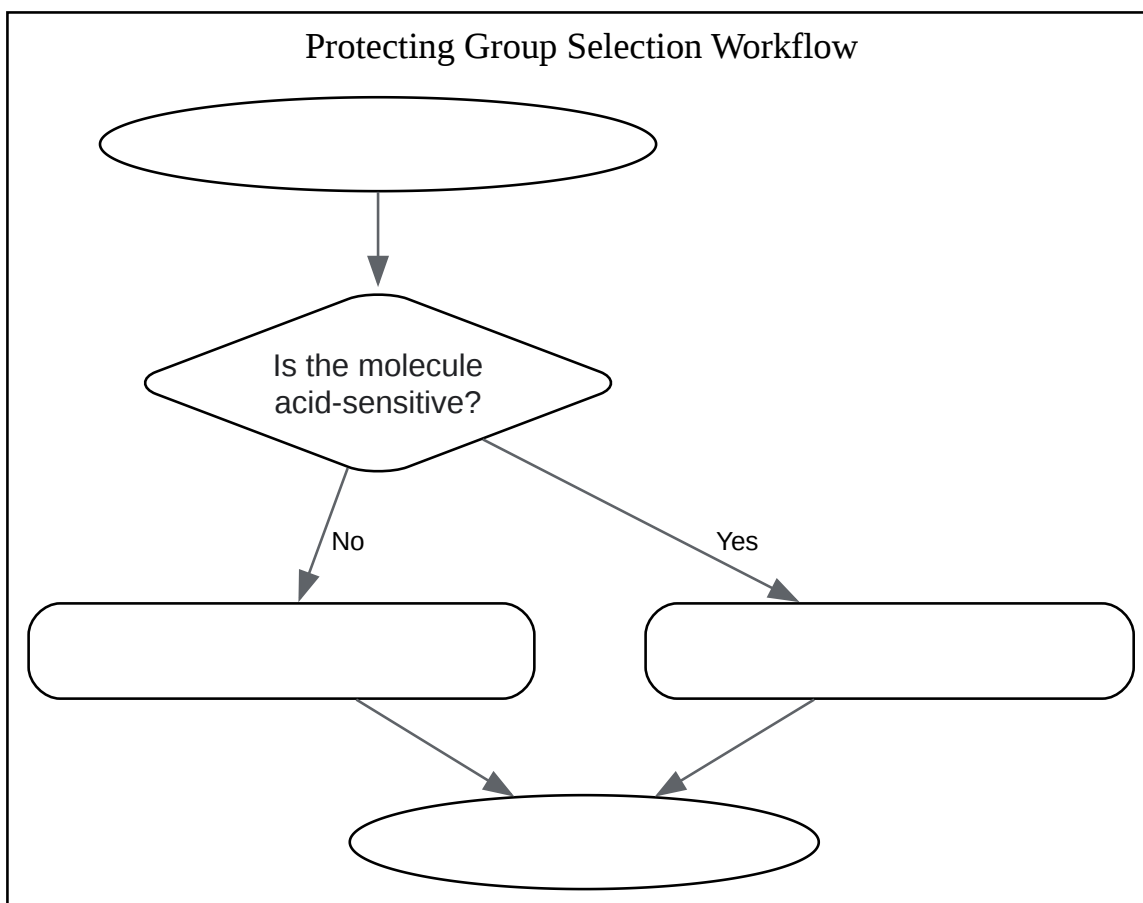 Protecting Group Selection Workflow
Is the molecule
acid-sensitive?
No
Yes